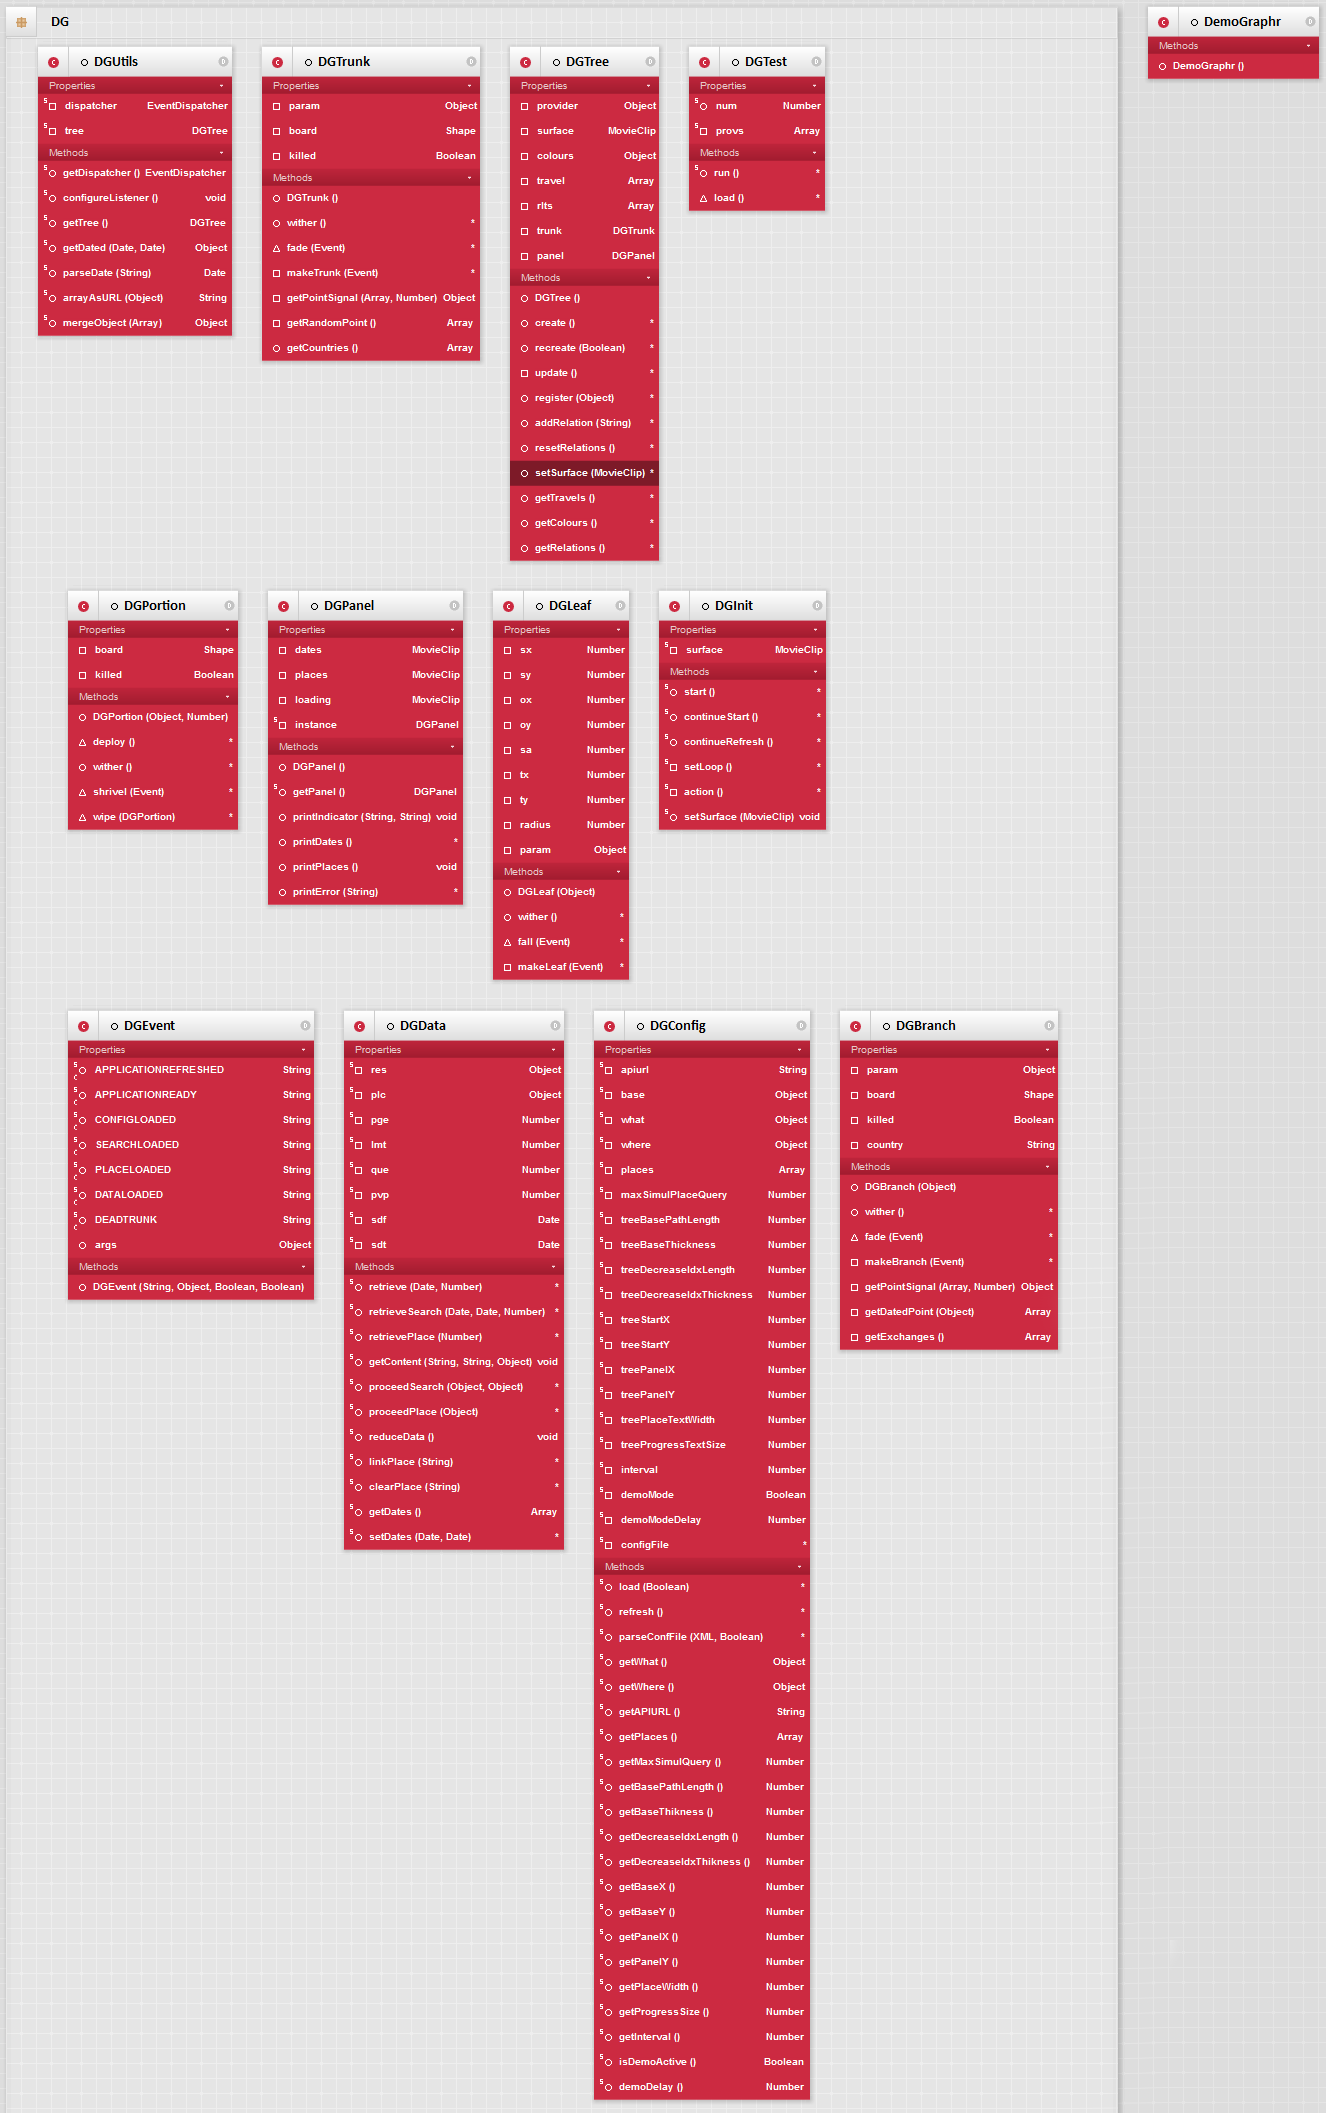 DG
DemoGraphr
Methods
DemoGraphr ()
DGUtils
Properties
dispatcher EventDispatcher
tree DGTree
Methods
getDispatcher () EventDispatcher
configureListener () void
getTree () DGTree
getDated (Date, Date) Object
parseDate (String) Date
arrayAsURL (Object) String
mergeObject (Array) Object
DGTrunk
Properties
param Object
board Shape
killed Boolean
Methods
DGTrunk ()
wither () *
fade (Event) *
makeTrunk (Event) *
getPointSignal (Array, Number) Object
getRandomPoint () Array
getCountries () Array
DGTree
Properties
provider Object
surface MovieClip
colours Object
travel Array
rlts Array
trunk DGTrunk
panel DGPanel
Methods
DGTree ()
create () *
recreate (Boolean) *
update () *
register (Object) *
addRelation (String) *
resetRelations () *
setSurface (MovieClip) *
getTravels () *
getColours () *
getRelations () *
DGTest
Properties
num Number
provs Array
Methods
run () *
load () *
DGPortion
Properties
board Shape
killed Boolean
Methods
DGPortion (Object, Number)
deploy () *
wither () *
shrivel (Event) *
wipe (DGPortion) *
DGPanel
Properties
dates MovieClip
places MovieClip
loading MovieClip
instance DGPanel
Methods
DGPanel ()
getPanel () DGPanel
printIndicator (String, String) void
printDates () *
printPlaces () void
printError (String) *
DGLeaf
Properties
sx Number
sy Number
ox Number
oy Number
sa Number
tx Number
ty Number
radius Number
param Object
Methods
DGLeaf (Object)
wither () *
fall (Event) *
makeLeaf (Event) *
DGInit
Properties
surface MovieClip
Methods
start () *
continueStart () *
continueRefresh () *
setLoop () *
action () *
setSurface (MovieClip) void
DGEvent
Properties
APPLICATIONREFRESHED String
APPLICATIONREADY String
CONFIGLOADED String
SEARCHLOADED String
PLACELOADED String
DATALOADED String
DEADTRUNK String
args Object
Methods
DGEvent (String, Object, Boolean, Boolean)
DGData
Properties
res Object
plc Object
pge Number
lmt Number
que Number
pvp Number
sdf Date
sdt Date
Methods
retrieve (Date, Number) *
retrieveSearch (Date, Date, Number) *
retrievePlace (Number) *
getContent (String, String, Object) void
proceedSearch (Object, Object) *
proceedPlace (Object) *
reduceData () void
linkPlace (String) *
clearPlace (String) *
getDates () Array
setDates (Date, Date) *
DGConfig
Properties
apiurl String
base Object
what Object
where Object
places Array
maxSimulPlaceQuery Number
treeBasePathLength Number
treeBaseThickness Number
treeDecreaseIdxLength Number
treeDecreaseIdxThickness Number
treeStartX Number
treeStartY Number
treePanelX Number
treePanelY Number
treePlaceTextWidth Number
treeProgressTextSize Number
interval Number
demoMode Boolean
demoModeDelay Number
configFile *
Methods
load (Boolean) *
refresh () *
parseConfFile (XML, Boolean) *
getWhat () Object
getWhere () Object
getAPIURL () String
getPlaces () Array
getMaxSimulQuery () Number
getBasePathLength () Number
getBaseThikness () Number
getDecreaseIdxLength () Number
getDecreaseIdxThikness () Number
getBaseX () Number
getBaseY () Number
getPanelX () Number
getPanelY () Number
getPlaceWidth () Number
getProgressSize () Number
getInterval () Number
isDemoActive () Boolean
demoDelay () Number
DGBranch
Properties
param Object
board Shape
killed Boolean
country String
Methods
DGBranch (Object)
wither () *
fade (Event) *
makeBranch (Event) *
getPointSignal (Array, Number) Object
getDatedPoint (Object) Array
getExchanges () Array